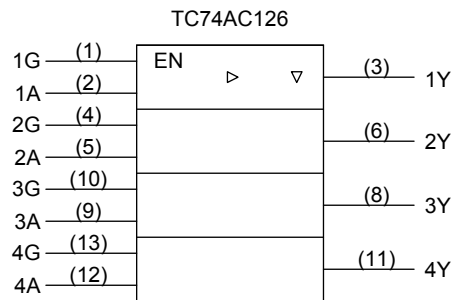 TC74AC126
1G (1) EN
(3) 1Y
1A (2)
2G (4)
(6) 2Y
2A (5)
3G (10)
(8) 3Y
3A (9)
4G (13)
(11) 4Y
4A (12)